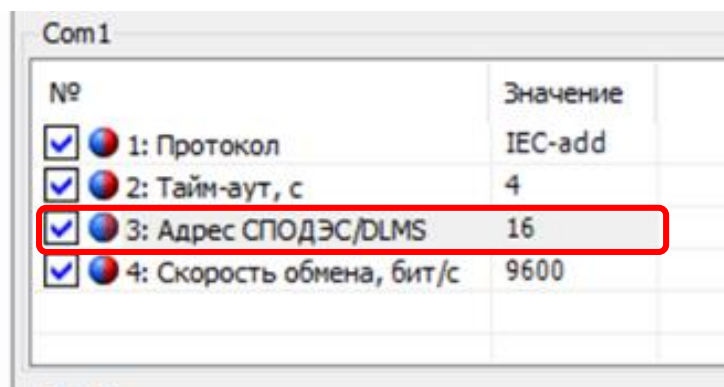 Com1
№ Значение
1: Протокол IEC-add
2: Тайм-аут, с 4
3: Адрес СПОДЭС/DLMS 16
4: Скорость обмена, бит/с 9600